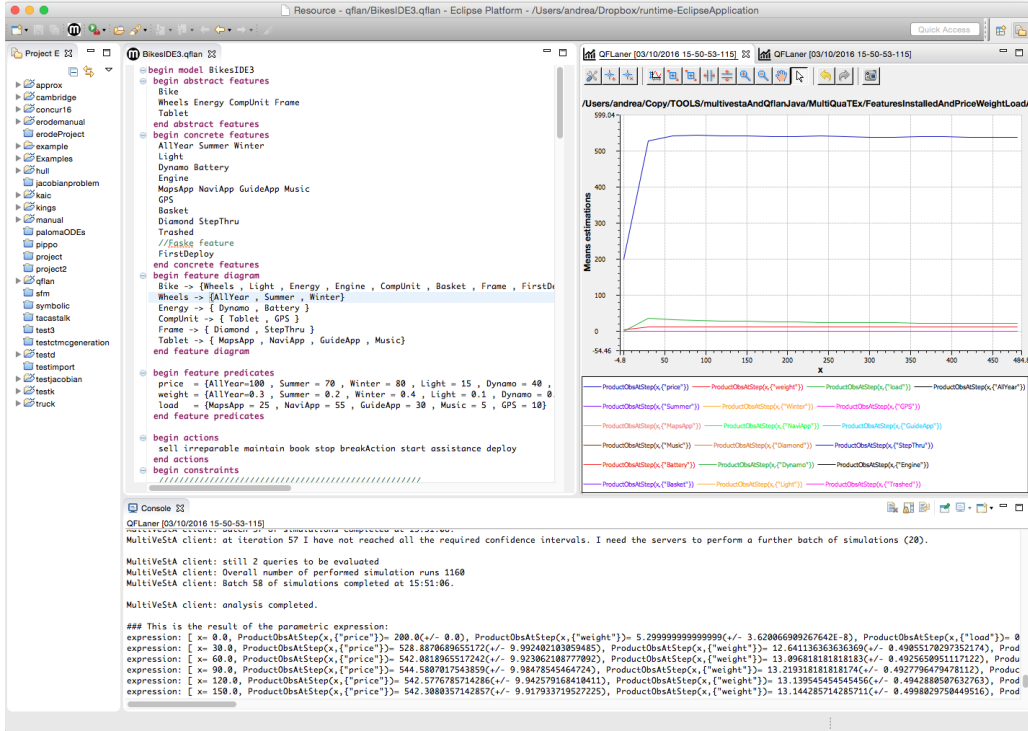 Resource - qflan/BikesIDE3.qflan - Eclipse Platform - /Users/andrea/Dropbox/runtime-EclipseApplication
Quick Access
Project E
approx
cambridge
concur16
erodemanual
erodeProject
example
Examples
hull
jacobianproblem
kaic
kings
manual
palomaODEs
pippo
project
project2
qflan
sfm
symbolic
tacastalk
test3
testctmcgeneration
testd
testimport
testjacobian
testk
truck
BikesIDE3.qflan
begin model BikesIDE3
begin abstract features
Bike
Wheels Energy CompUnit Frame
Tablet
end abstract features
begin concrete features
AllYear Summer Winter
Light
Dynamo Battery
Engine
MapsApp NaviApp GuideApp Music
GPS
Basket
Diamond StepThru
Trashed
//Faske feature
FirstDeploy
end concrete features
begin feature diagram
Bike -> {Wheels , Light , Energy , Engine , CompUnit , Basket , Frame , FirstDe
Wheels -> {AllYear , Summer , Winter}
Energy -> { Dynamo , Battery }
CompUnit -> { Tablet , GPS }
Frame -> { Diamond , StepThru }
Tablet -> { MapsApp , NaviApp , GuideApp , Music}
end feature diagram
begin feature predicates
price = {AllYear=100 , Summer = 70 , Winter = 80 , Light = 15 , Dynamo = 40 ,
weight = {AllYear=0.3 , Summer = 0.2 , Winter = 0.4 , Light = 0.1 , Dynamo = 0.
load = {MapsApp = 25 , NaviApp = 55 , GuideApp = 30 , Music = 5 , GPS = 10}
end feature predicates
begin actions
sell irreparable maintain book stop breakAction start assistance deploy
end actions
begin constraints
QFLaner [03/10/2016 15-50-53-115]
QFLaner [03/10/2016 15-50-53-115]
/Users/andrea/Copy/TOOLS/multivestaAndQflanJava/MultiQuaTEx/FeaturesInstalledAndPriceWeightLoadA
Means estimations
599.04
500
400
300
200
100
0
-54.46
-4.8 50 100 150 200 250 300 350 400 450 484.8
x
ProductObsAtStep(x,{"price"}) ProductObsAtStep(x,{"weight"}) ProductObsAtStep(x,{"load"}) ProductObsAtStep(x,{"AllYear"})
ProductObsAtStep(x,{"Summer"}) ProductObsAtStep(x,{"Winter"}) ProductObsAtStep(x,{"GPS"})
ProductObsAtStep(x,{"MapsApp"}) ProductObsAtStep(x,{"NaviApp"}) ProductObsAtStep(x,{"GuideApp"})
ProductObsAtStep(x,{"Music"}) ProductObsAtStep(x,{"Diamond"}) ProductObsAtStep(x,{"StepThru"})
ProductObsAtStep(x,{"Battery"}) ProductObsAtStep(x,{"Dynamo"}) ProductObsAtStep(x,{"Engine"})
ProductObsAtStep(x,{"Basket"}) ProductObsAtStep(x,{"Light"}) ProductObsAtStep(x,{"Trashed"})
Console
QFLaner [03/10/2016 15-50-53-115]
MultiVeStA client: at iteration 57 I have not reached all the required confidence intervals. I need the servers to perform a further batch of simulations (20).
MultiVeStA client: still 2 queries to be evaluated
MultiVeStA client: Overall number of performed simulation runs 1160
MultiVeStA client: Batch 58 of simulations completed at 15:51:06.
MultiVeStA client: analysis completed.
### This is the result of the parametric expression:
expression: [ x= 0.0, ProductObsAtStep(x,{"price"})= 200.0(+/- 0.0), ProductObsAtStep(x,{"weight"})= 5.299999999999999(+/- 3.620066909267642E-8), ProductObsAtStep(x,{"load"})= 0
expression: [ x= 30.0, ProductObsAtStep(x,{"price"})= 528.8870689655172(+/- 9.992402103059485), ProductObsAtStep(x,{"weight"})= 12.641136363636369(+/- 0.49055170297352174), Prod
expression: [ x= 60.0, ProductObsAtStep(x,{"price"})= 542.0818965517242(+/- 9.923062108777092), ProductObsAtStep(x,{"weight"})= 13.096818181818183(+/- 0.4925650951117122), Produ
expression: [ x= 90.0, ProductObsAtStep(x,{"price"})= 544.5807017543859(+/- 9.984785454464724), ProductObsAtStep(x,{"weight"})= 13.219318181818174(+/- 0.4927796479478112), Produc
expression: [ x= 120.0, ProductObsAtStep(x,{"price"})= 542.5776785714286(+/- 9.942579168410411), ProductObsAtStep(x,{"weight"})= 13.139545454545456(+/- 0.4942880507632763), Prod
expression: [ x= 150.0, ProductObsAtStep(x,{"price"})= 542.3080357142857(+/- 9.917933719527225), ProductObsAtStep(x,{"weight"})= 13.144285714285711(+/- 0.4998029750449516), Prod